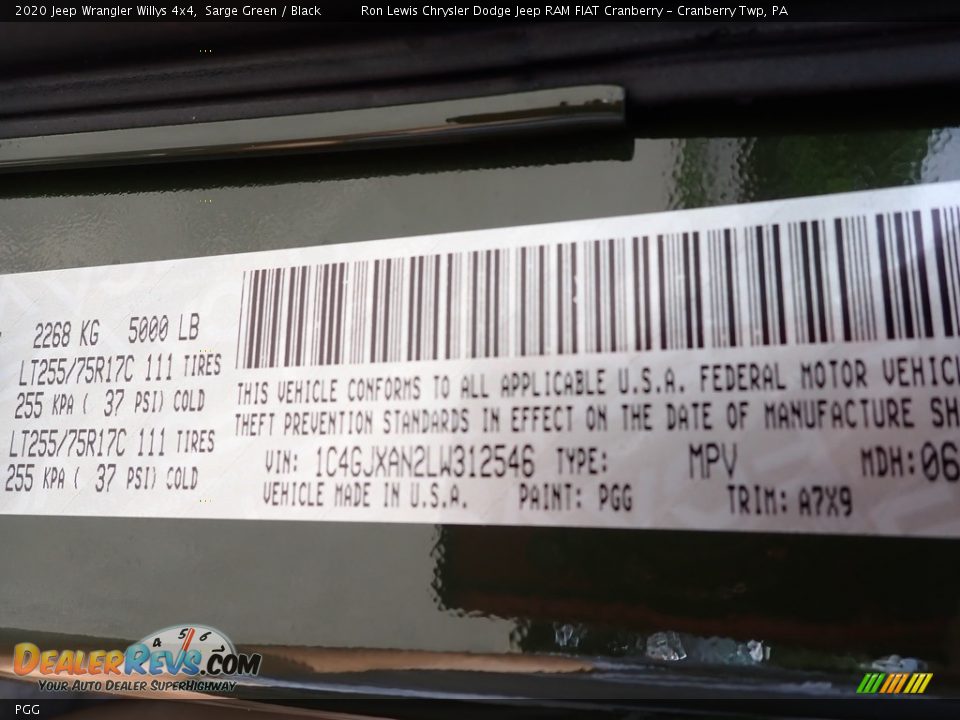 2020 Jeep Wrangler Willys 4x4, Sarge Green / Black Ron Lewis Chrysler Dodge Jeep RAM FIAT Cranberry - Cranberry Twp, PA
2268 KG 5000 LB
LT255/75R17C 111 TIRES
255 KPA ( 37 PSI) COLD
LT255/75R17C 111 TIRES
255 KPA ( 37 PSI) COLD
THIS VEHICLE CONFORMS TO ALL APPLICABLE U.S.A. FEDERAL MOTOR VEHICL
THEFT PREVENTION STANDARDS IN EFFECT ON THE DATE OF MANUFACTURE SH
VIN: 1C4GJXAN2LW312546 TYPE: MPV MDH: 06
VEHICLE MADE IN U.S.A. PAINT: PGG TRIM: A7X9
4 5 6
DEALERREVS.COM
YOUR AUTO DEALER SUPERHIGHWAY
PGG